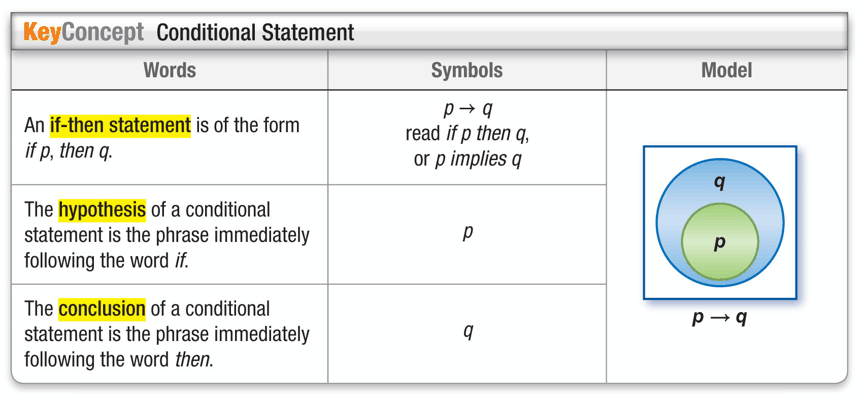 KeyConcept Conditional Statement
Words
Symbols
Model
An if-then statement is of the form
if p, then q.
p → q
read if p then q,
or p implies q
The hypothesis of a conditional
statement is the phrase immediately
following the word if.
p
The conclusion of a conditional
statement is the phrase immediately
following the word then.
q
q
p
p → q